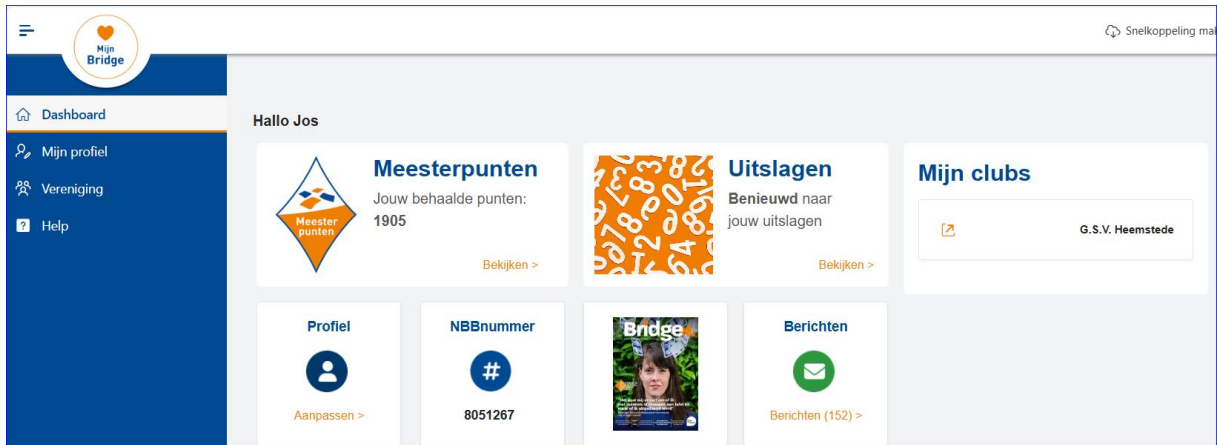 Mijn
Bridge
Snelkoppeling mak
Dashboard
Mijn profiel
Vereniging
Help
Hallo Jos
Meester
punten
Meesterpunten
Jouw behaalde punten:
1905
Bekijken >
Uitslagen
Benieuwd naar
jouw uitslagen
Bekijken >
Mijn clubs
G.S.V. Heemstede
Profiel
Aanpassen >
NBBnummer
#
8051267
Bridge
Berichten
Berichten (152) >